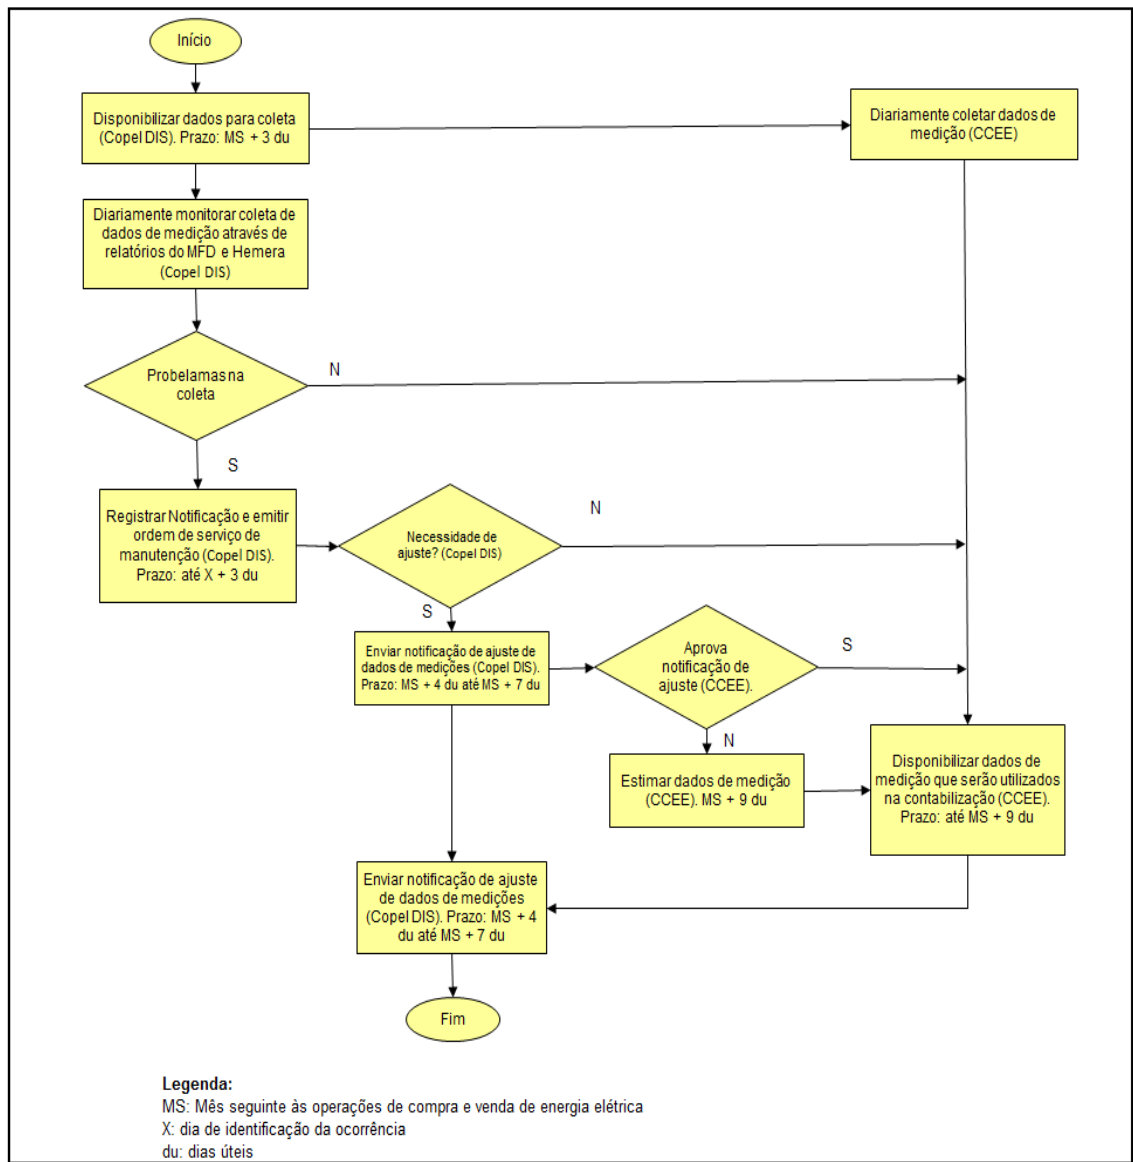 Início
Disponibilizar dados para coleta
(Copel DIS). Prazo: MS + 3 du
Diariamente coletar dados de
medição (CCEE)
Diariamente monitorar coleta de
dados de medição através de
relatórios do MFD e Hemera
(Copel DIS)
Probelamas na
coleta
N
S
Registrar Notificação e emitir
ordem de serviço de
manutenção (Copel DIS).
Prazo: até X + 3 du
Necessidade de
ajuste? (Copel DIS)
N
S
Enviar notificação de ajuste de
dados de medições (Copel DIS).
Prazo: MS + 4 du até MS + 7 du
Aprova
notificação de
ajuste (CCEE).
S
N
Estimar dados de medição
(CCEE). MS + 9 du
Disponibilizar dados de
medição que serão utilizados
na contabilização (CCEE).
Prazo: até MS + 9 du
Enviar notificação de ajuste
de dados de medições
(Copel DIS). Prazo: MS + 4
du até MS + 7 du
Fim
Legenda:
MS: Mês seguinte às operações de compra e venda de energia elétrica
X: dia de identificação da ocorrência
du: dias úteis